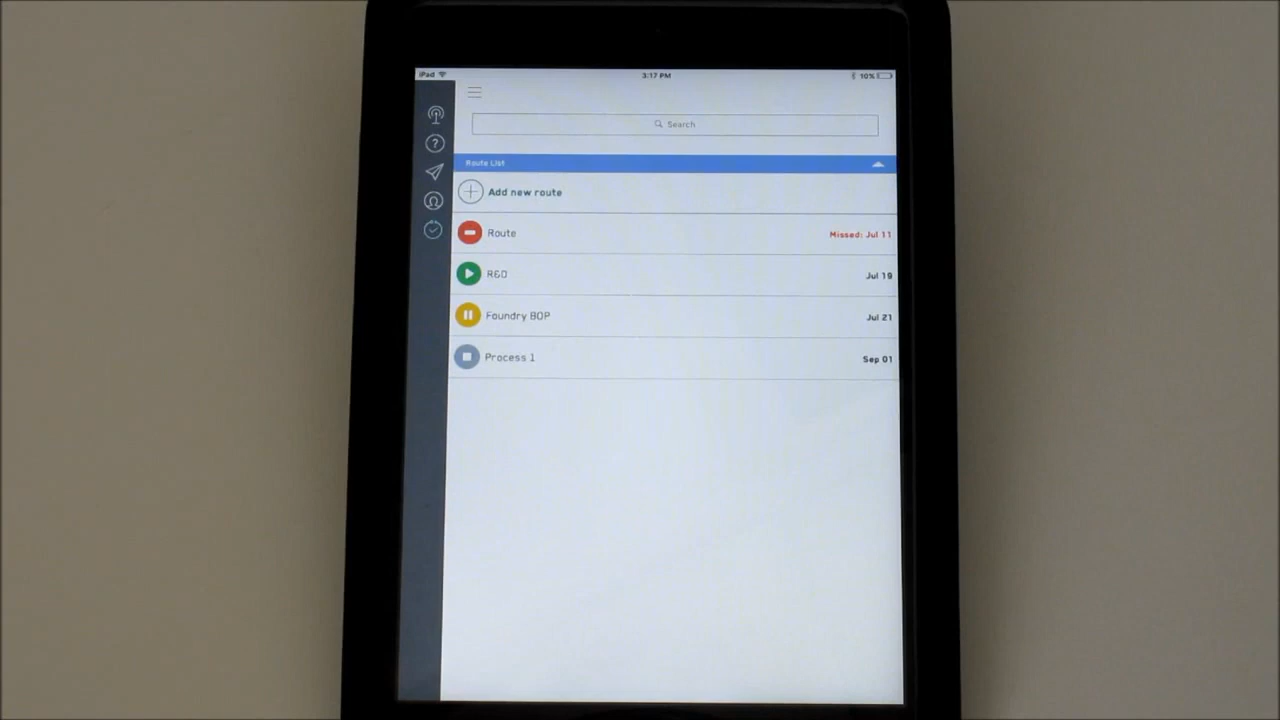 iPad 3:17 PM 10%
Search
Route List
Add new route
Route Missed: Jul 11
R&D Jul 19
Foundry BOP Jul 21
Process 1 Sep 01